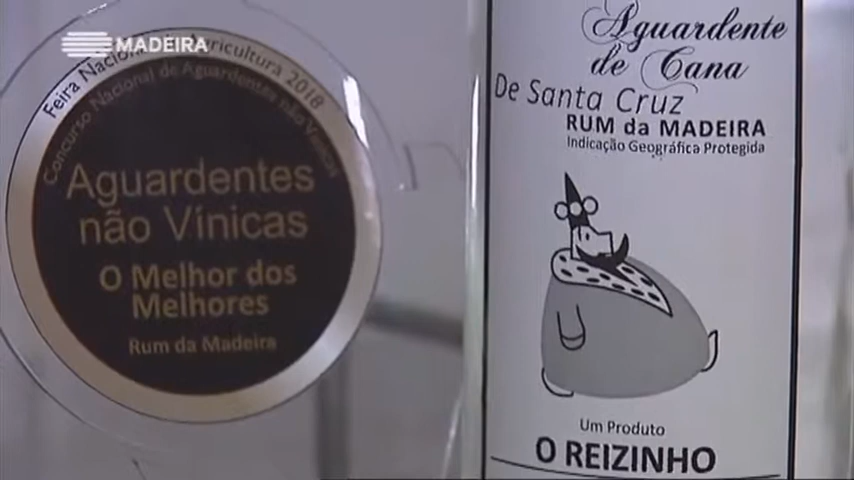 MADEIRA
Feira Nacional de Agricultura 2018
Concurso Nacional de Aguardentes não Vínicas
Aguardentes
não Vínicas
O Melhor dos
Melhores
Rum da Madeira
Aguardente
de Cana
De Santa Cruz
RUM da MADEIRA
Indicação Geográfica Protegida
Um Produto
O REIZINHO